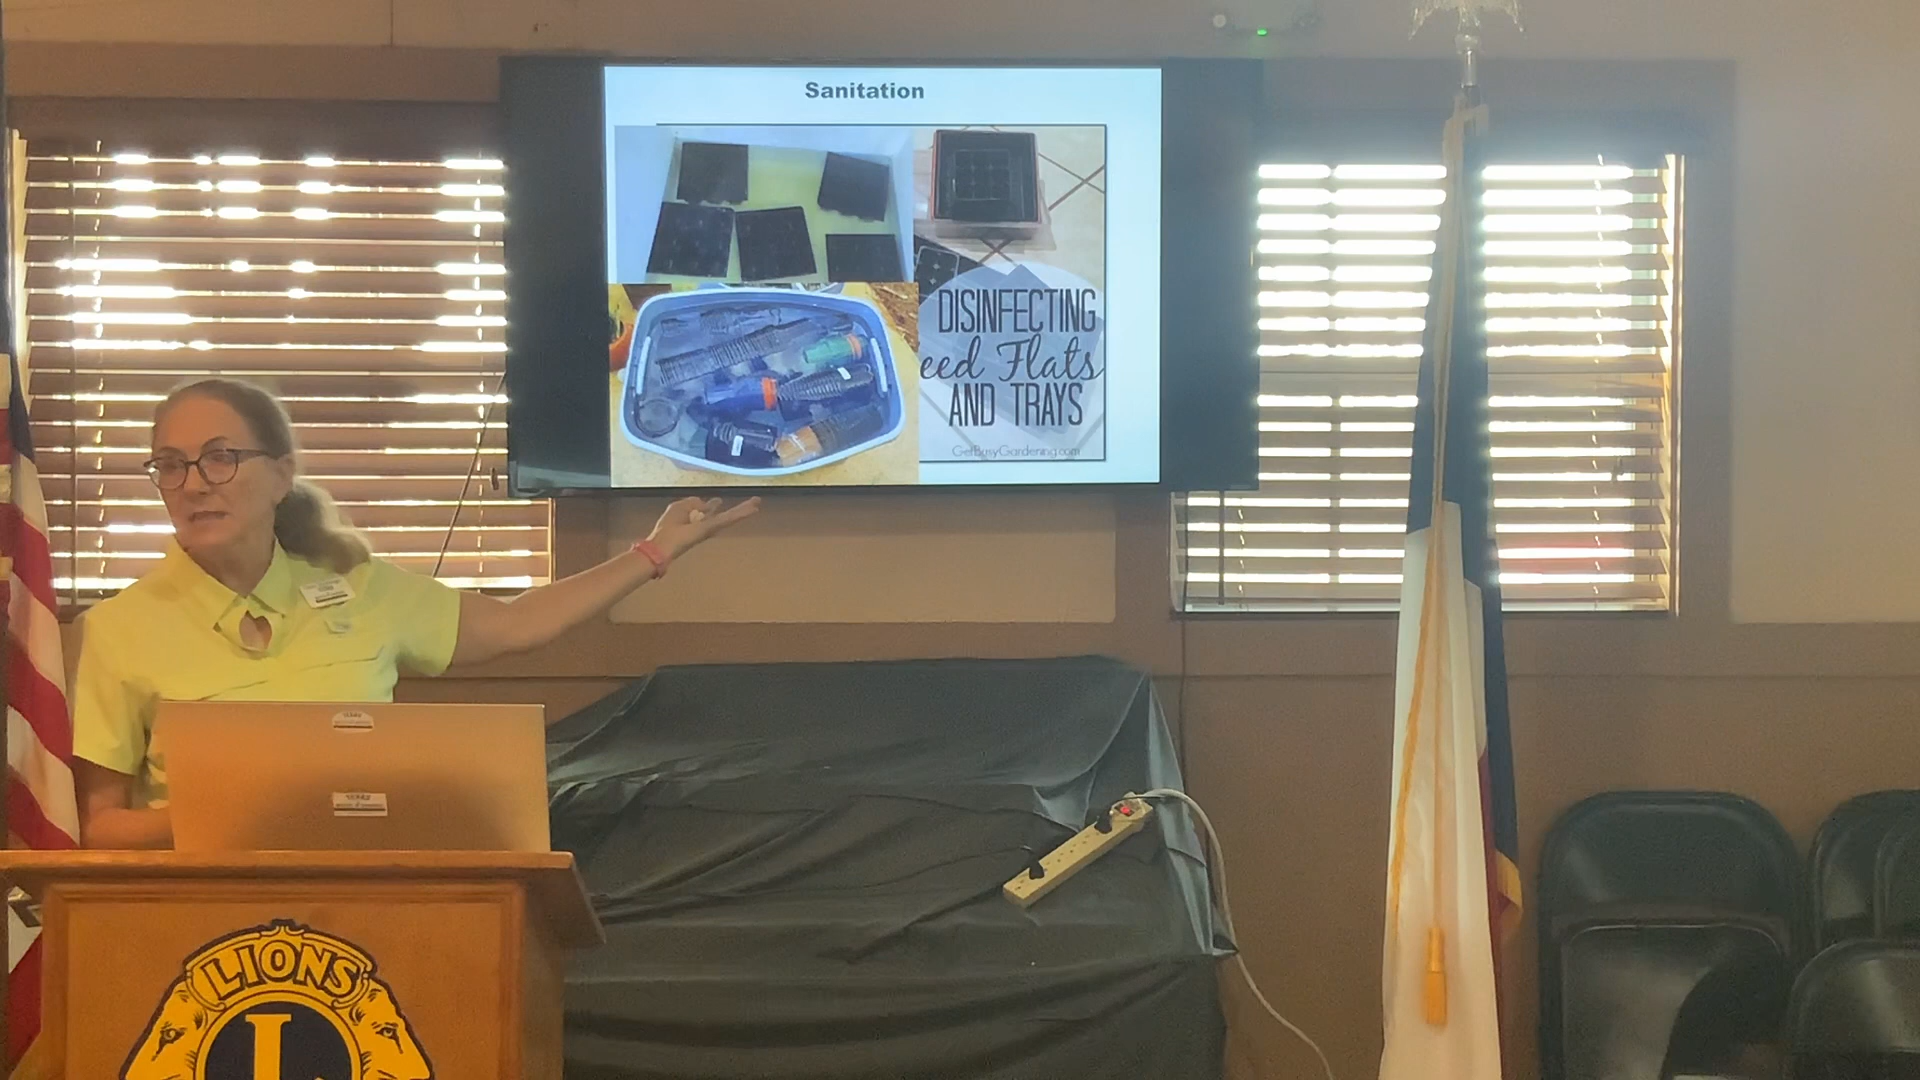 Sanitation
DISINFECTING
eed Flats
AND TRAYS
GetBusyGardening.com
LIONS
L